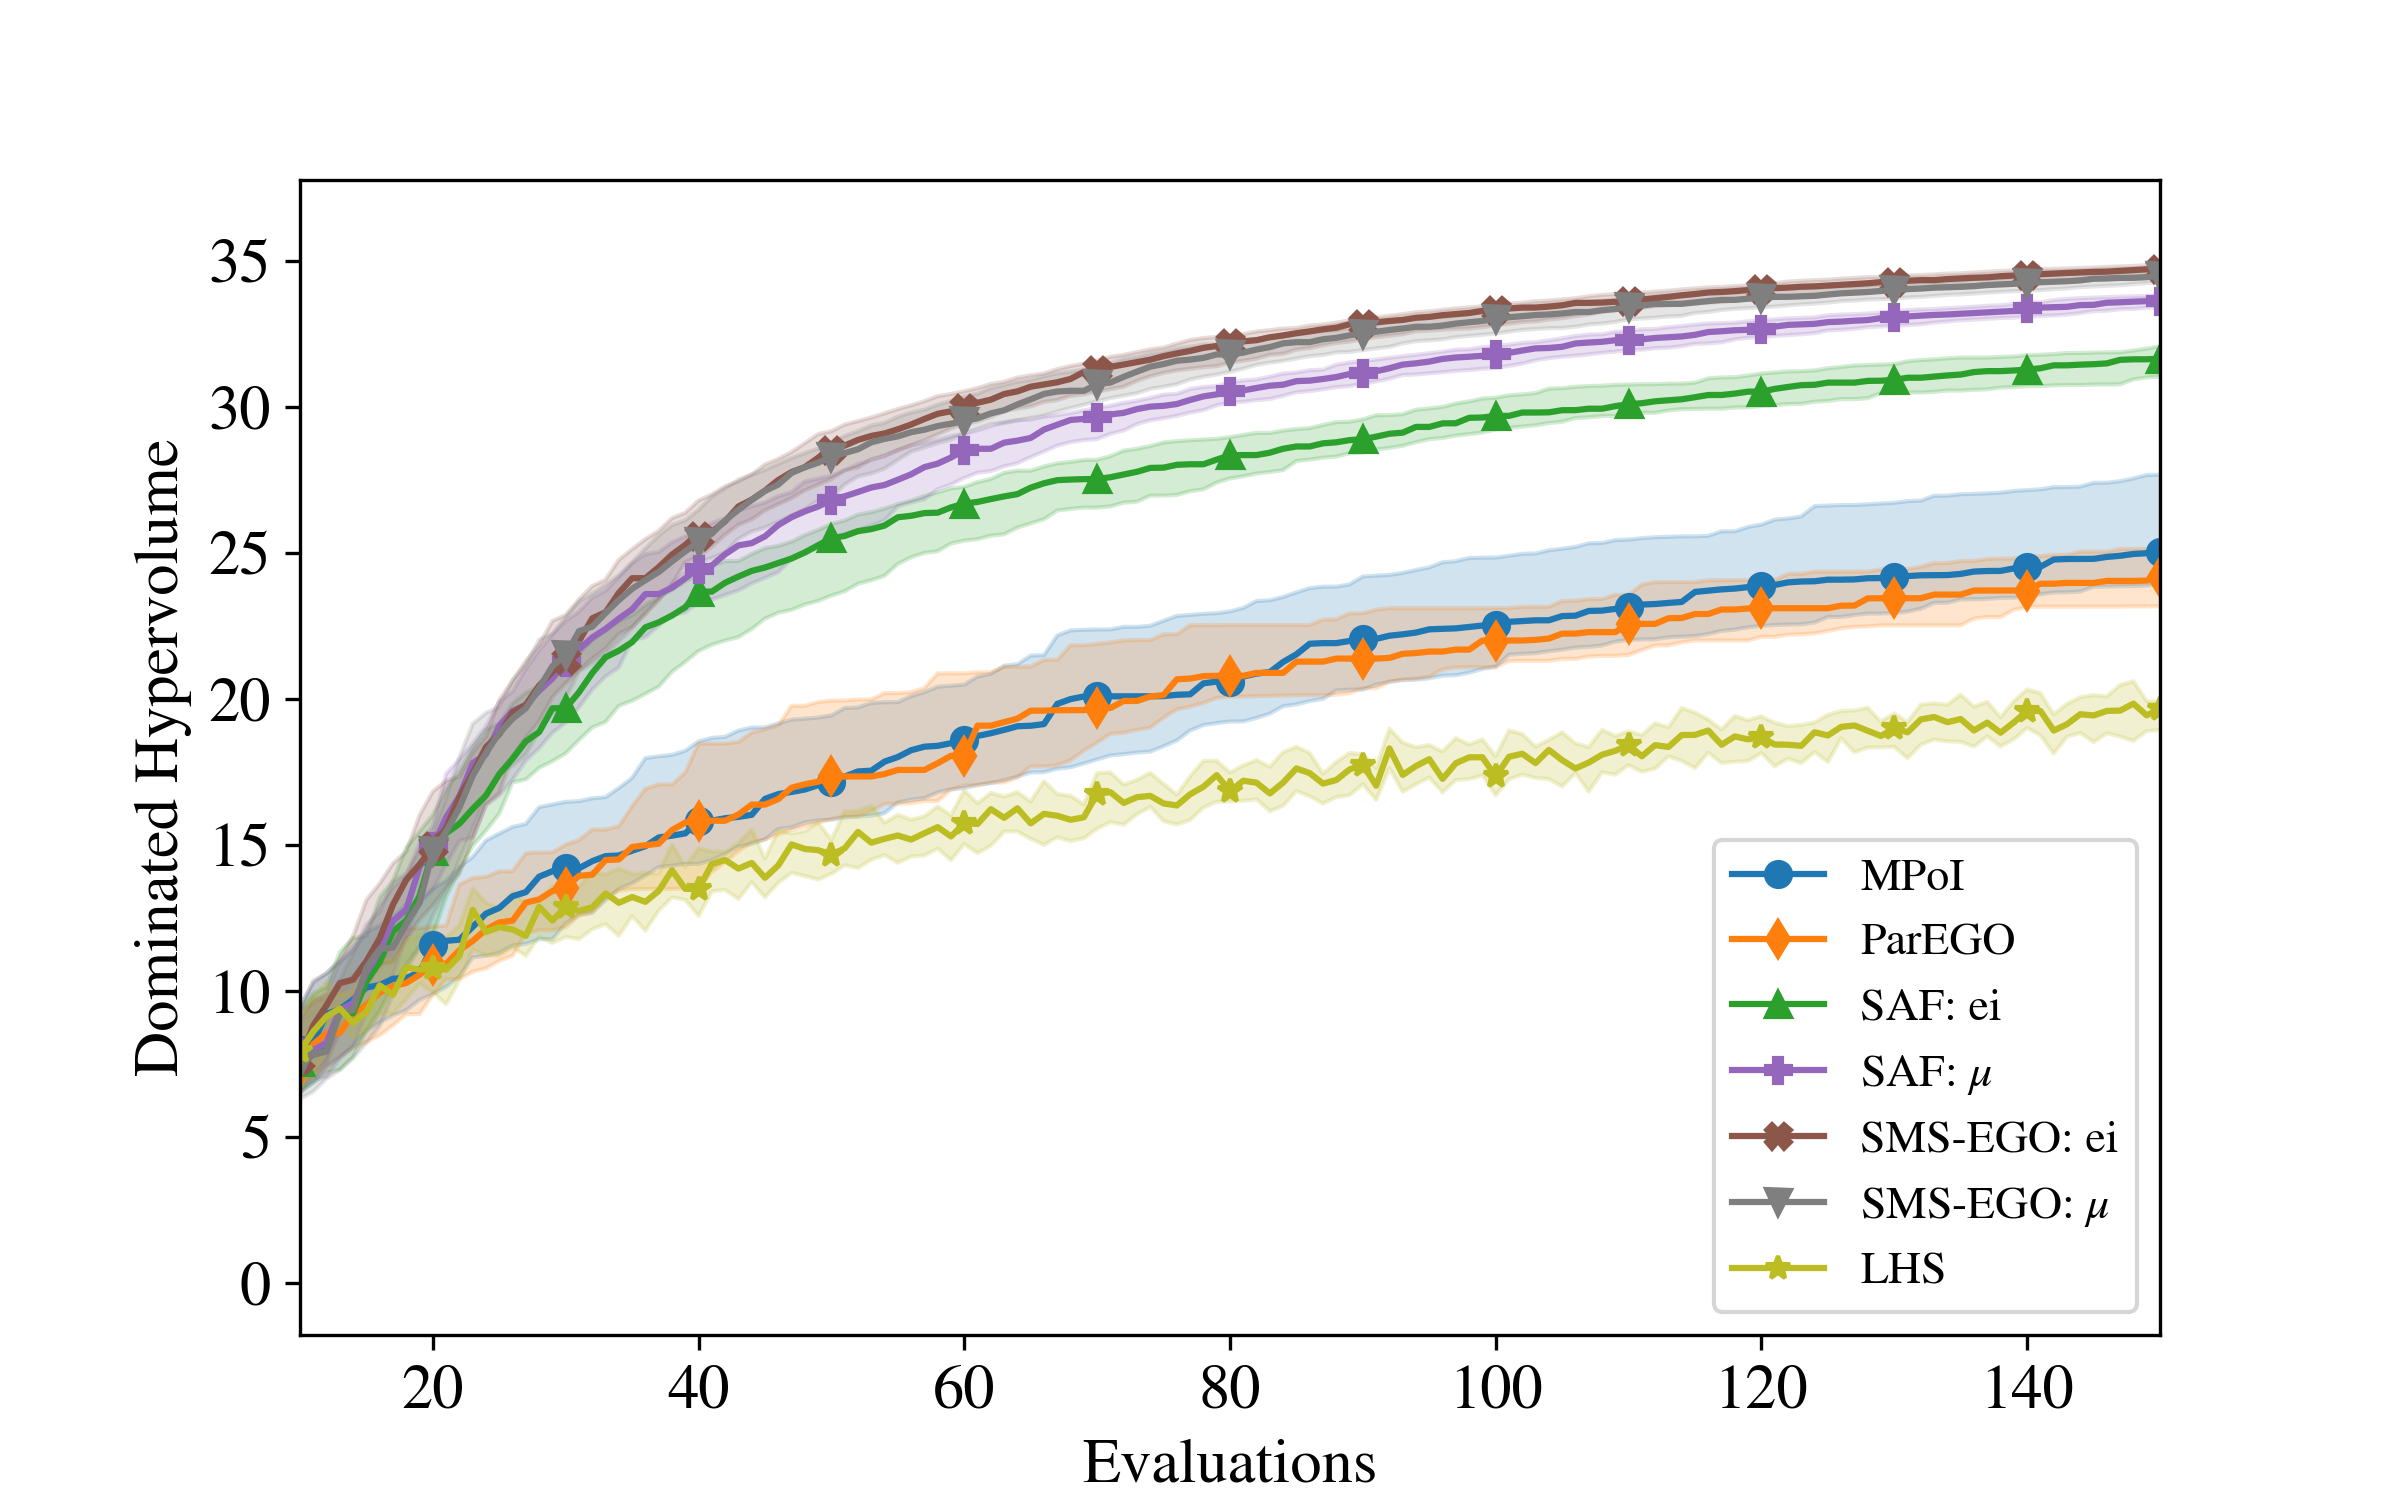 Dominated Hypervolume
35
30
25
20
15
10
5
0
20 40 60 80 100 120 140
Evaluations
MPoI
ParEGO
SAF: ei
SAF: μ
SMS-EGO: ei
SMS-EGO: μ
LHS